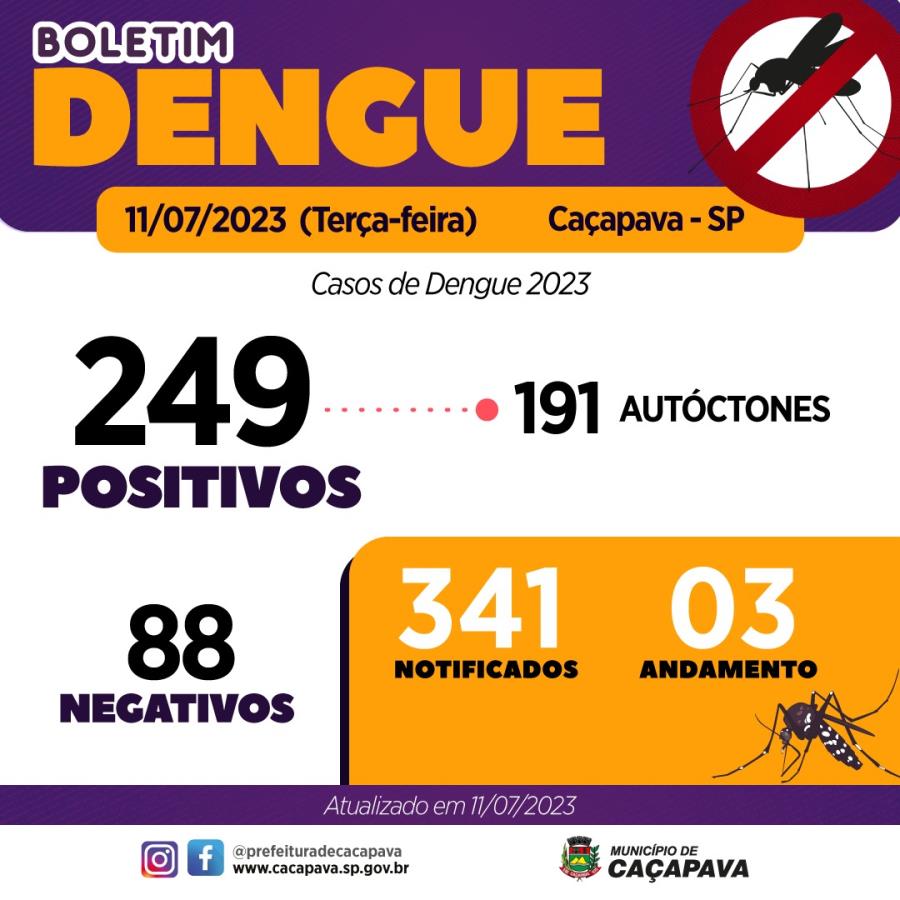 BOLETIM
DENGUE
11/07/2023 (Terça-feira) Caçapava - SP
Casos de Dengue 2023
249
POSITIVOS
191 AUTÓCTONES
88
NEGATIVOS
341
NOTIFICADOS
03
ANDAMENTO
Atualizado em 11/07/2023
@prefeituradecacapava
www.cacapava.sp.gov.br
MUNICÍPIO DE
CAÇAPAVA